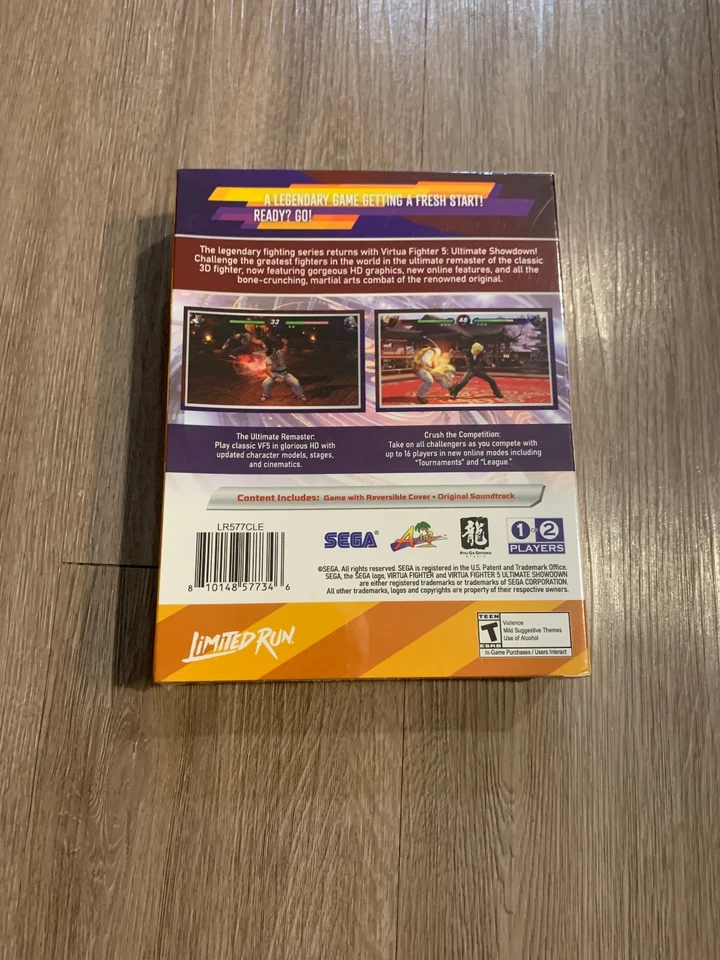 A LEGENDARY GAME GETTING A FRESH START!
READY? GO!
The legendary fighting series returns with Virtua Fighter 5: Ultimate Showdown!
Challenge the greatest fighters in the world in the ultimate remaster of the classic
3D fighter, now featuring gorgeous HD graphics, new online features, and all the
bone-crunching, martial arts combat of the renowned original.
32
48
The Ultimate Remaster:
Play classic VF5 in glorious HD with
updated character models, stages,
and cinematics.
Crush the Competition:
Take on all challengers as you compete with
up to 16 players in new online modes including
"Tournaments" and "League."
Content Includes: Game with Reversible Cover • Original Soundtrack
LR577CLE
8 10148 57734 6
SEGA
龍
RYU GA GOTOKU
STUDIO
1-2
PLAYERS
©SEGA. All rights reserved. SEGA is registered in the U.S. Patent and Trademark Office.
SEGA, the SEGA logo, VIRTUA FIGHTER and VIRTUA FIGHTER 5 ULTIMATE SHOWDOWN
are either registered trademarks or trademarks of SEGA CORPORATION.
All other trademarks, logos and copyrights are property of their respective owners.
LIMITED RUN
TEEN
T
ESRB
Violence
Mild Suggestive Themes
Use of Alcohol
In-Game Purchases / Users Interact